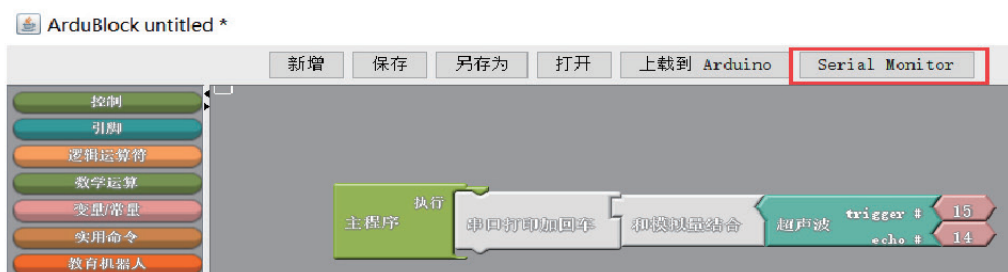 ArduBlock untitled *
新增 保存 另存为 打开 上载到 Arduino Serial Monitor
控制
引脚
逻辑运算符
数学运算
变量/常量
实用命令
教育机器人
主程序 执行 串口打印加回车 和模拟量结合 超声波 trigger # 15
echo # 14